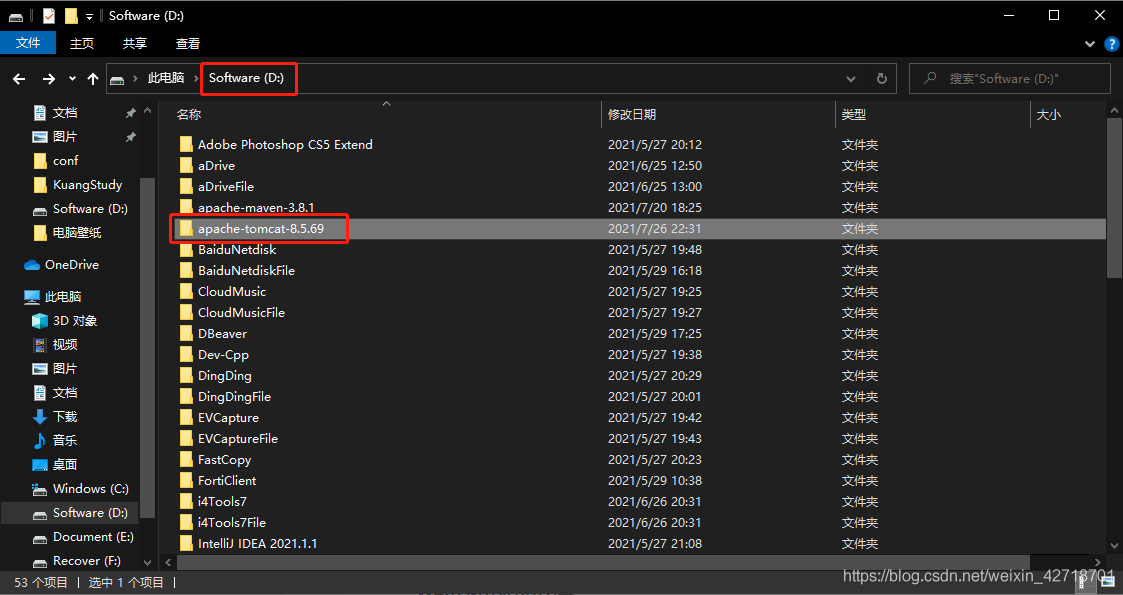 Software (D:)
文件 主页 共享 查看
此电脑 Software (D:) 搜索"Software (D:)"
文档
图片
conf
KuangStudy
Software (D:)
电脑壁纸
OneDrive
此电脑
3D 对象
视频
图片
文档
下载
音乐
桌面
Windows (C:)
Software (D:)
Document (E:)
Recover (F:)
名称 修改日期 类型 大小
Adobe Photoshop CS5 Extend 2021/5/27 20:12 文件夹
aDrive 2021/6/25 12:50 文件夹
aDriveFile 2021/6/25 13:00 文件夹
apache-maven-3.8.1 2021/7/20 18:25 文件夹
apache-tomcat-8.5.69 2021/7/26 22:31 文件夹
BaiduNetdisk 2021/5/27 19:48 文件夹
BaiduNetdiskFile 2021/5/29 16:18 文件夹
CloudMusic 2021/5/27 19:25 文件夹
CloudMusicFile 2021/5/27 19:27 文件夹
DBeaver 2021/5/29 17:25 文件夹
Dev-Cpp 2021/5/27 19:38 文件夹
DingDing 2021/5/27 20:29 文件夹
DingDingFile 2021/5/27 20:01 文件夹
EVCapture 2021/5/27 19:42 文件夹
EVCaptureFile 2021/5/27 19:43 文件夹
FastCopy 2021/5/27 20:23 文件夹
FortiClient 2021/5/29 10:38 文件夹
i4Tools7 2021/6/26 20:31 文件夹
i4Tools7File 2021/6/26 20:31 文件夹
IntelliJ IDEA 2021.1.1 2021/5/27 21:08 文件夹
53 个项目 选中 1 个项目
https://blog.csdn.net/weixin_42718701